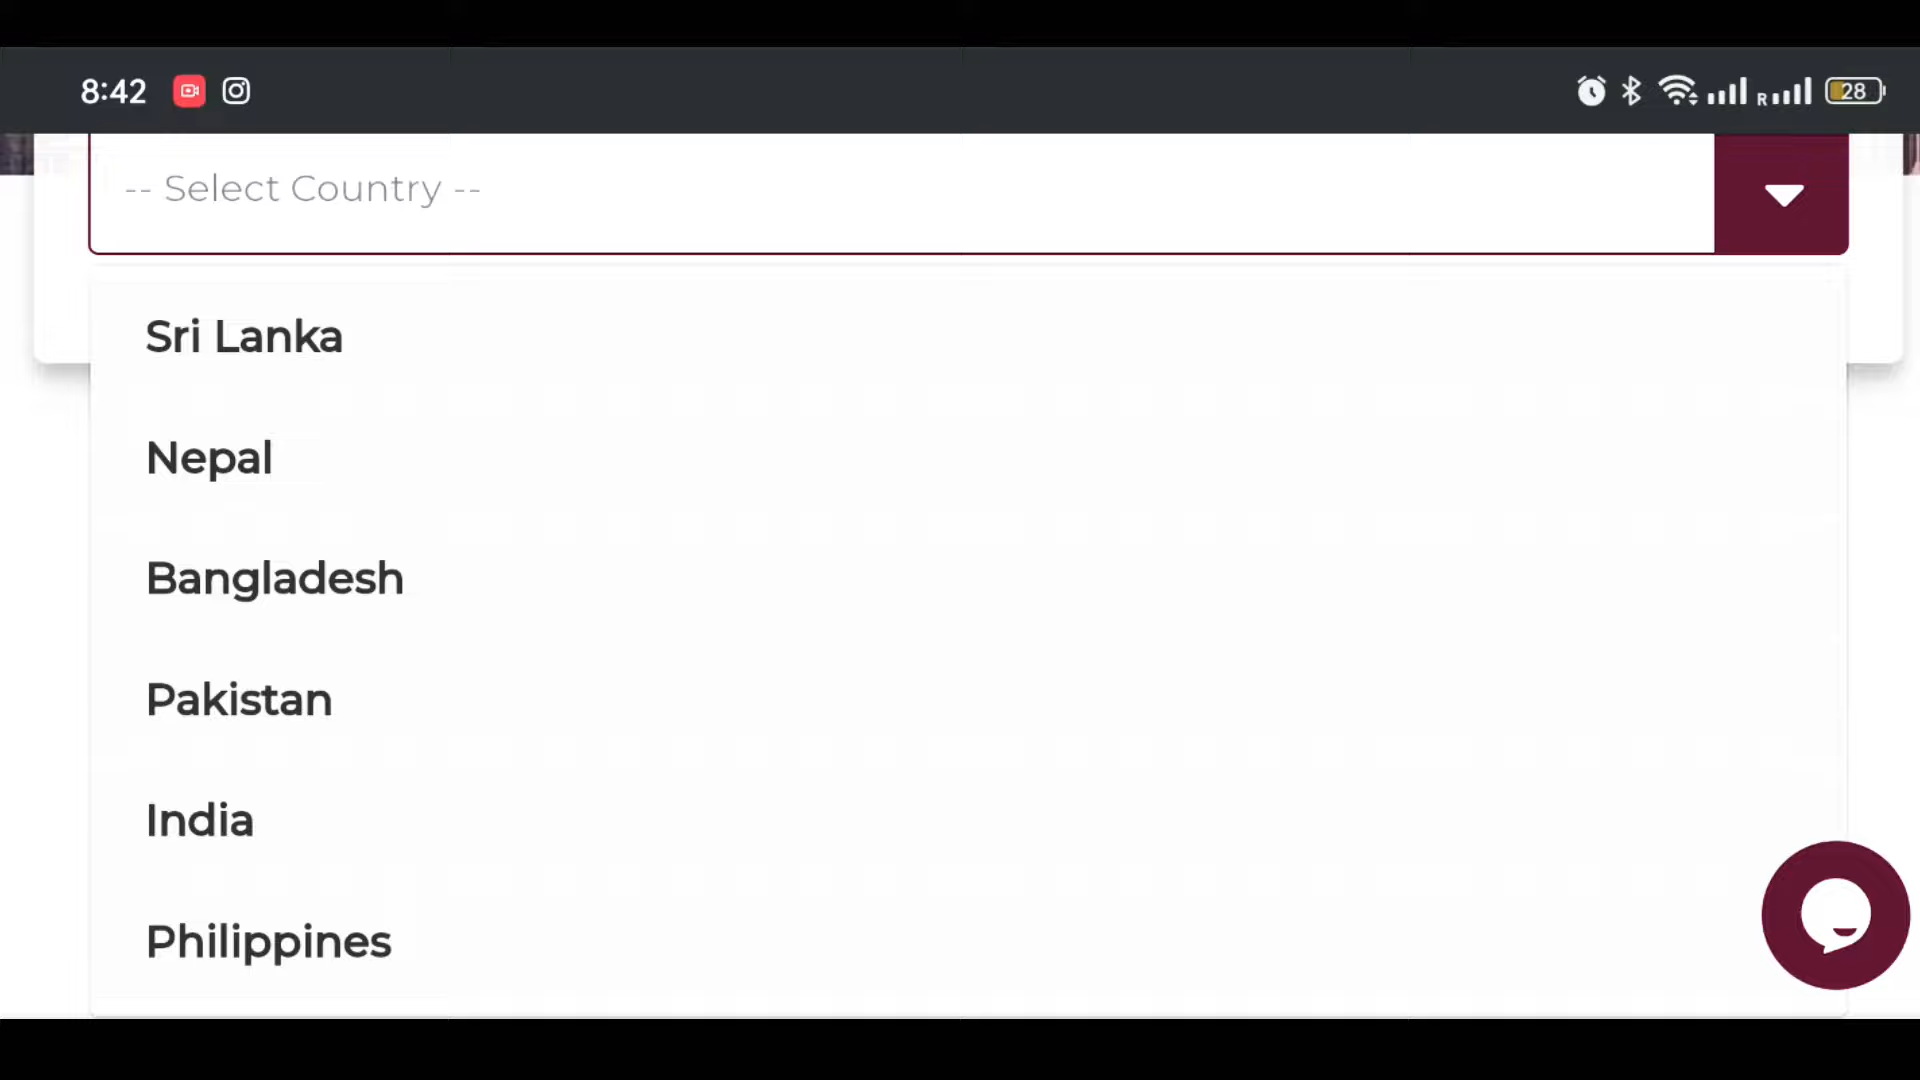 8:42
R
28
-- Select Country --
Sri Lanka
Nepal
Bangladesh
Pakistan
India
Philippines